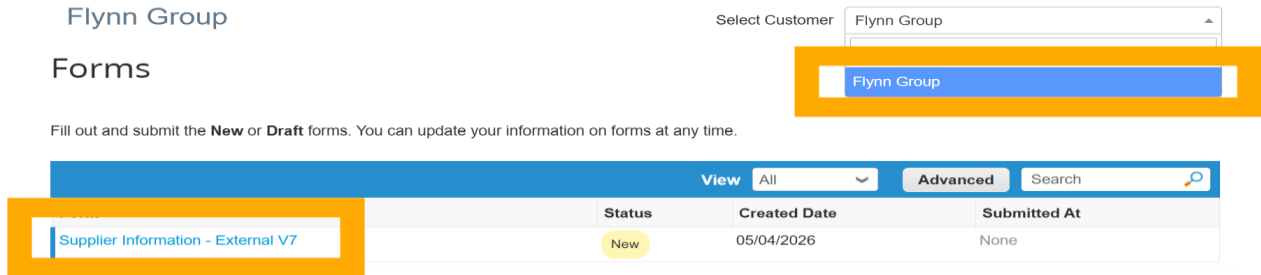 Flynn Group
Select Customer Flynn Group
Forms
Flynn Group
Fill out and submit the New or Draft forms. You can update your information on forms at any time.
View All Advanced Search
Status Created Date Submitted At
Supplier Information - External V7 New 05/04/2026 None